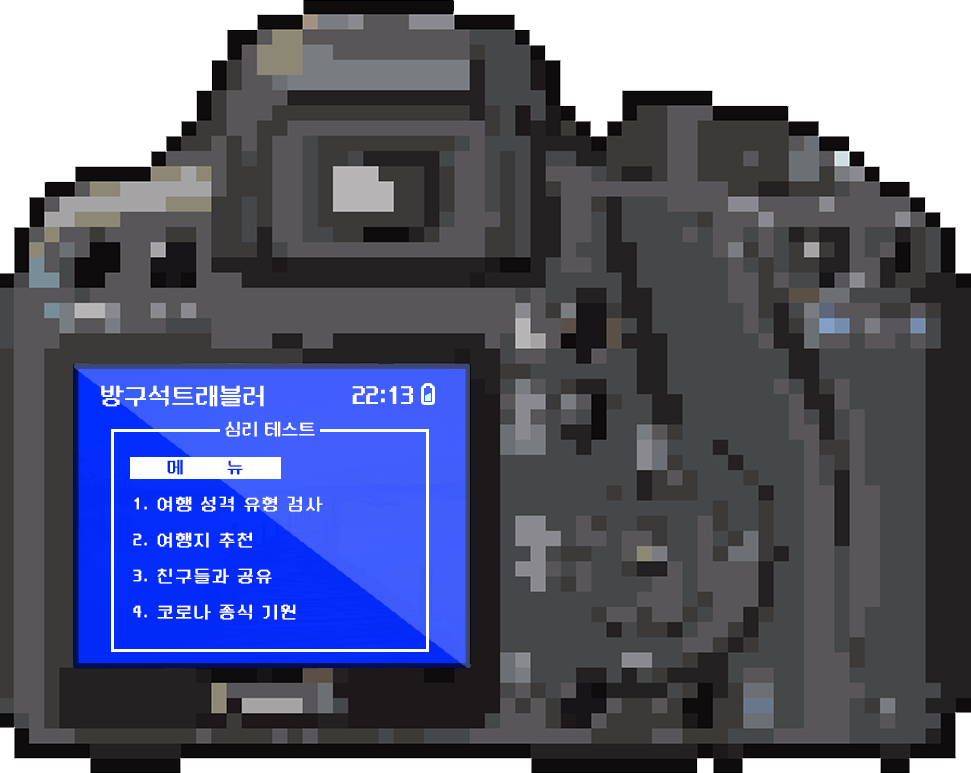 방구석트래블러 22:13
심리 테스트
메 뉴
1. 여행 성격 유형 검사
2. 여행지 추천
3. 친구들과 공유
4. 코로나 종식 기원